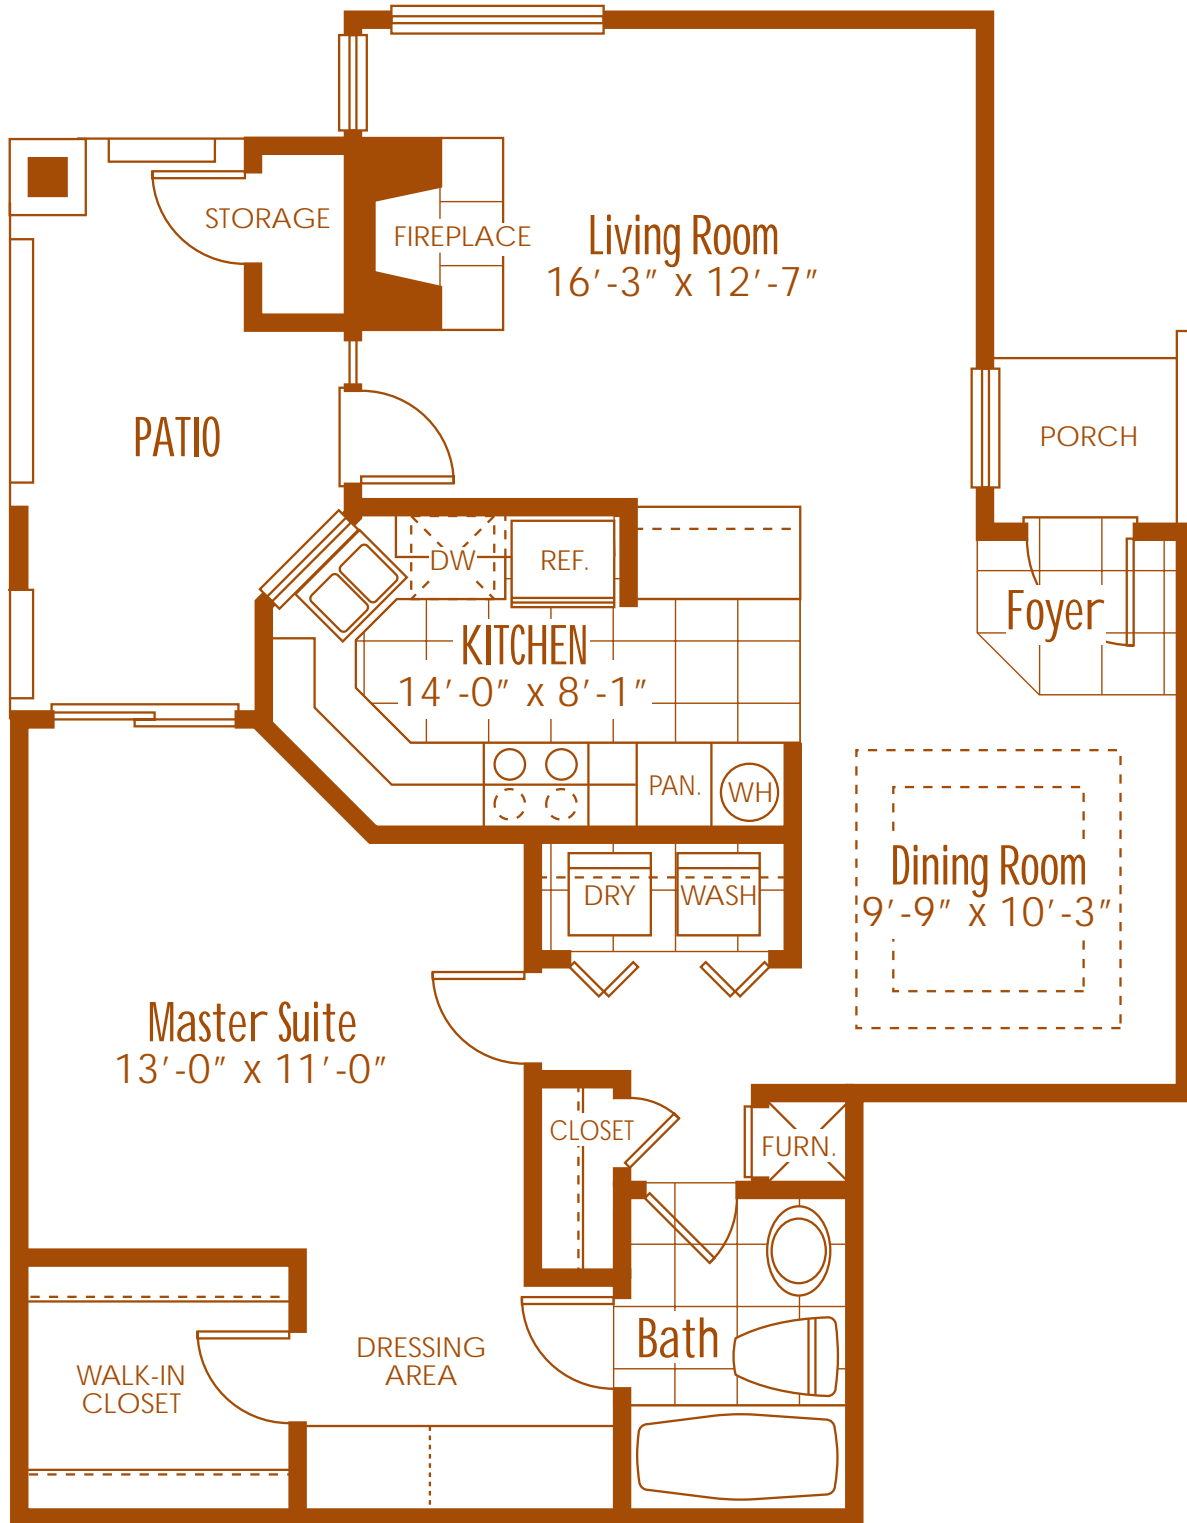 STORAGE
FIREPLACE
Living Room
16'-3" x 12'-7"
PATIO
PORCH
DW
REF.
Foyer
KITCHEN
14'-0" x 8'-1"
PAN.
WH
DRY
WASH
Dining Room
9'-9" x 10'-3"
Master Suite
13'-0" x 11'-0"
CLOSET
FURN.
Bath
DRESSING
AREA
WALK-IN
CLOSET